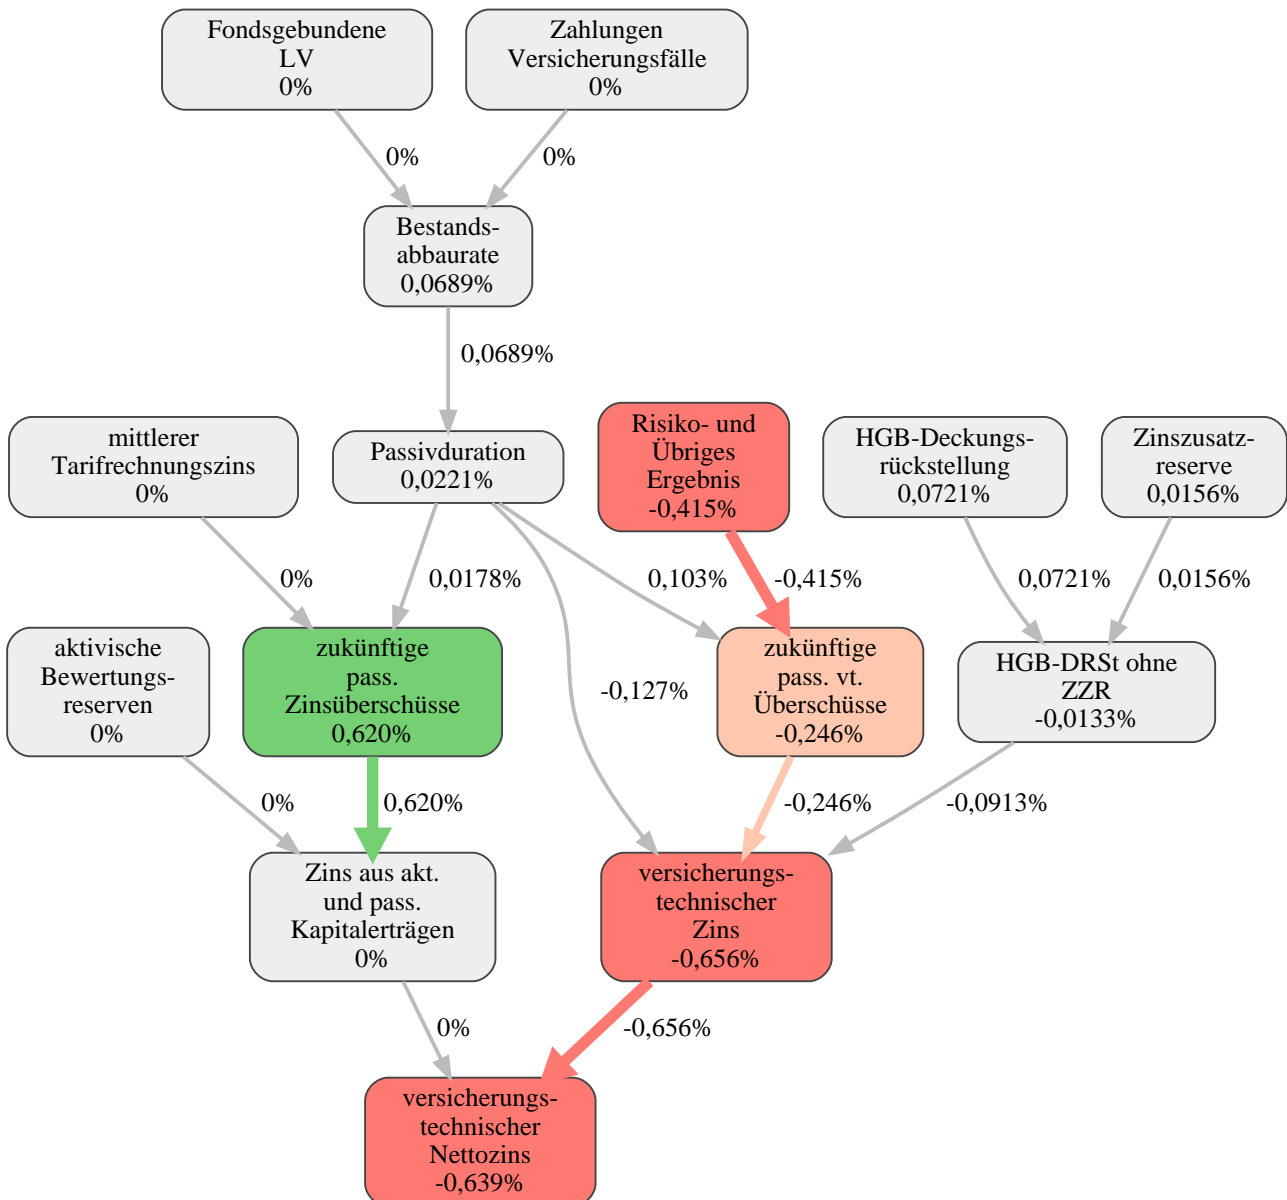 Fondsgebundene
LV
0%
Zahlungen
Versicherungsfälle
0%
0%
0%
Bestands-
abbaurate
0,0689%
0,0689%
mittlerer
Tarifrechnungszins
0%
Passivduration
0,0221%
Risiko- und
Übriges
Ergebnis
-0,415%
HGB-Deckungs-
rückstellung
0,0721%
Zinszusatz-
reserve
0,0156%
0%
0,0178%
0,103%
-0,415%
0,0721%
0,0156%
aktivische
Bewertungs-
reserven
0%
zukünftige
pass.
Zinsüberschüsse
0,620%
-0,127%
zukünftige
pass. vt.
Überschüsse
-0,246%
HGB-DRSt ohne
ZZR
-0,0133%
0%
0,620%
-0,246%
-0,0913%
Zins aus akt.
und pass.
Kapitalerträgen
0%
versicherungs-
technischer
Zins
-0,656%
0%
-0,656%
versicherungs-
technischer
Nettozins
-0,639%